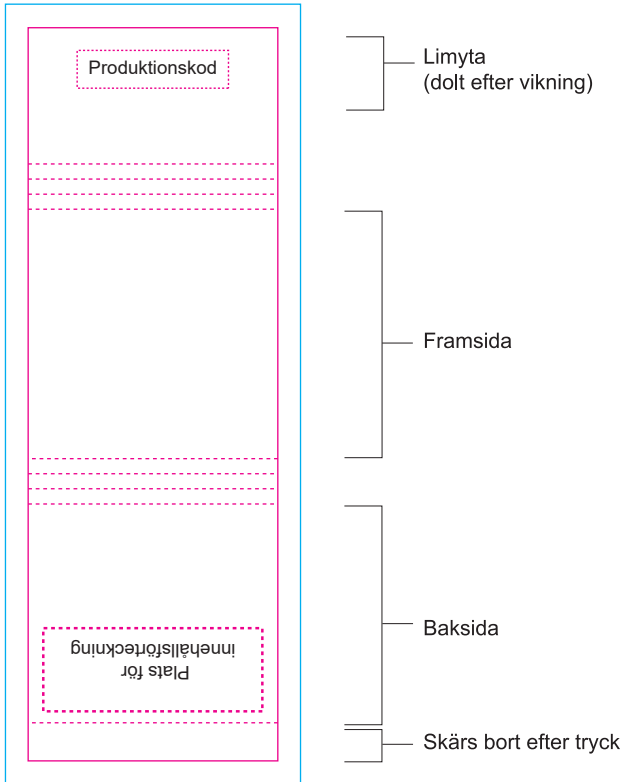 Produktionskod
Limyta
(dolt efter vikning)
Framsida
Baksida
Plats för
innehållsförteckning
Skärs bort efter tryck